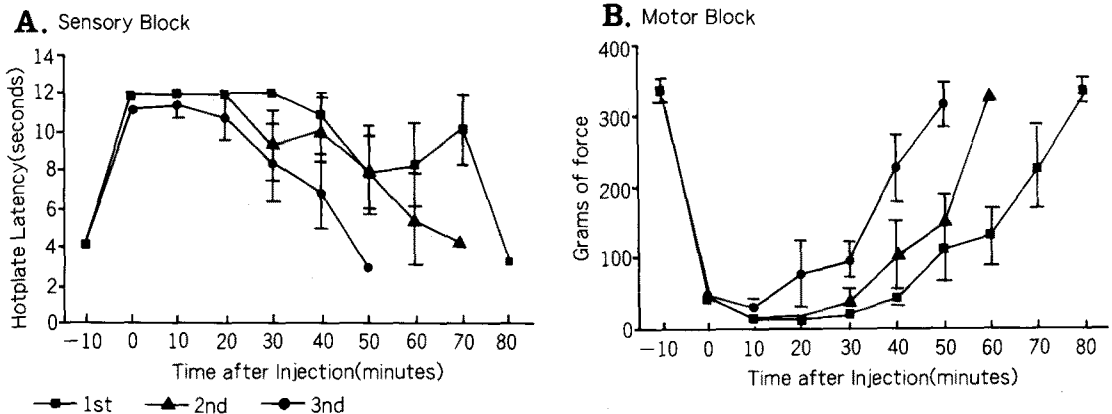 A. Sensory Block
Hotplate Latency(seconds)
14
12
10
8
6
4
2
0
−10 0 10 20 30 40 50 60 70 80
Time after Injection(minutes)
1st 2nd 3nd
B. Motor Block
Grams of force
400
300
200
100
0
−10 0 10 20 30 40 50 60 70 80
Time after Injection(minutes)